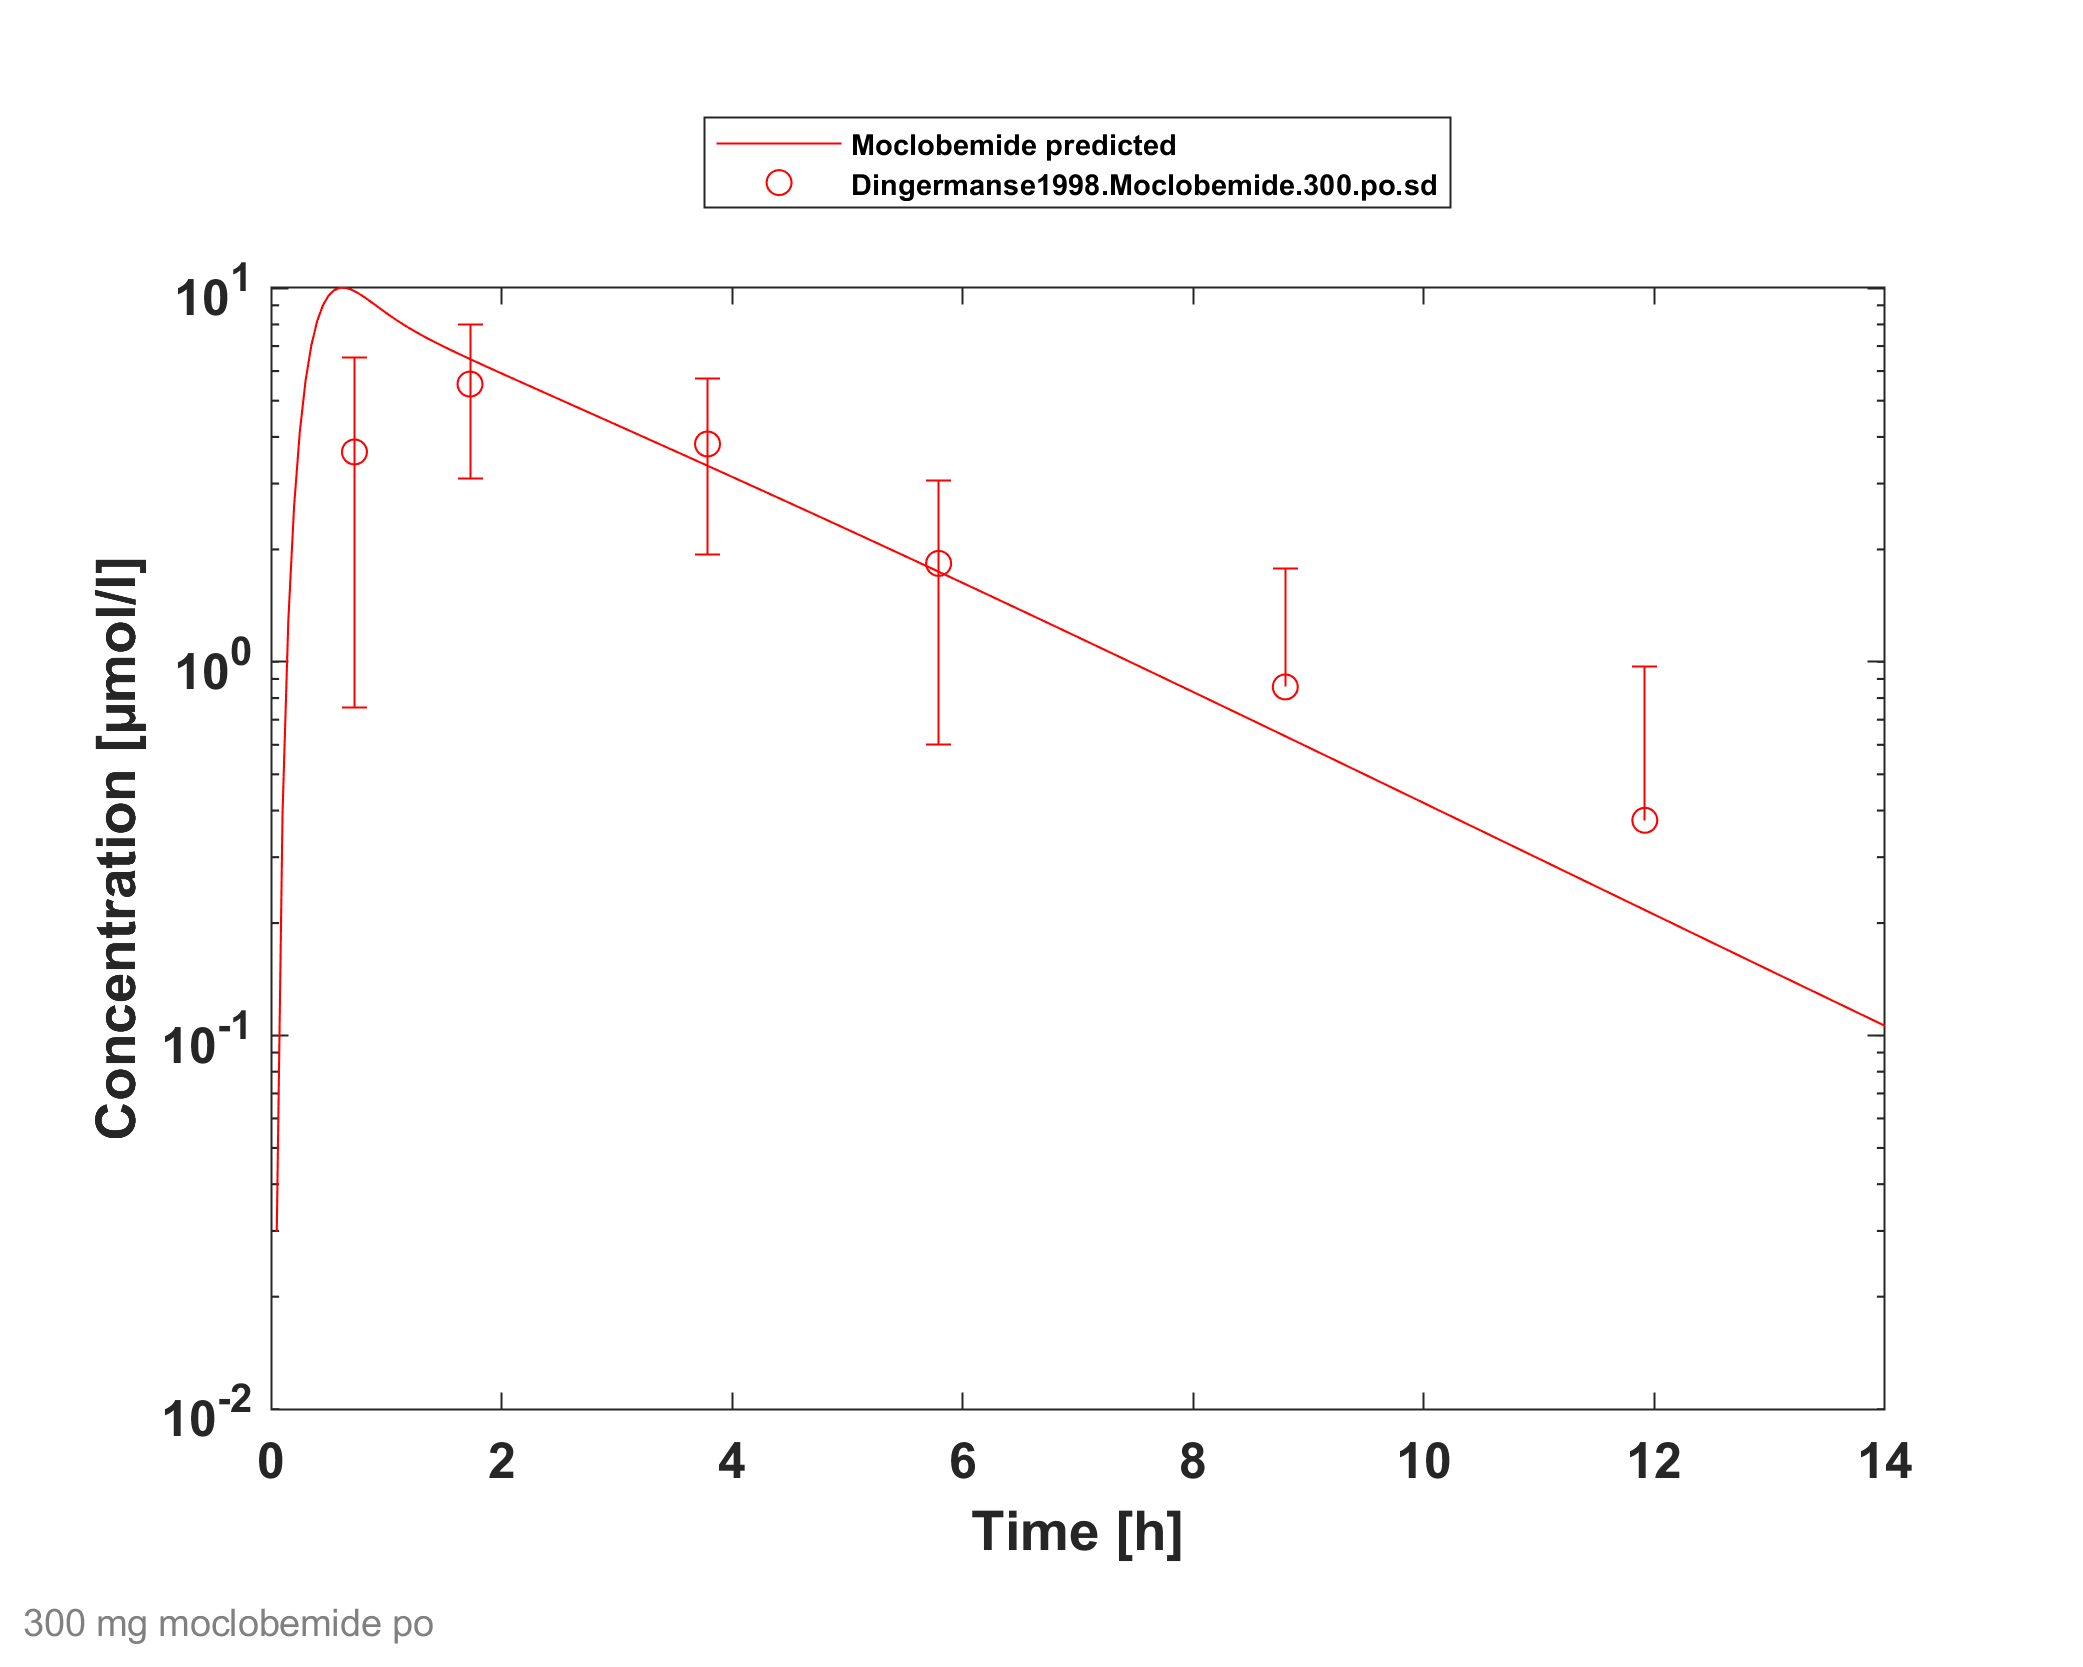 Moclobemide predicted
Dingermanse1998.Moclobemide.300.po.sd
10^1
10^0
10^-1
10^-2
Concentration [µmol/l]
0 2 4 6 8 10 12 14
Time [h]
300 mg moclobemide po